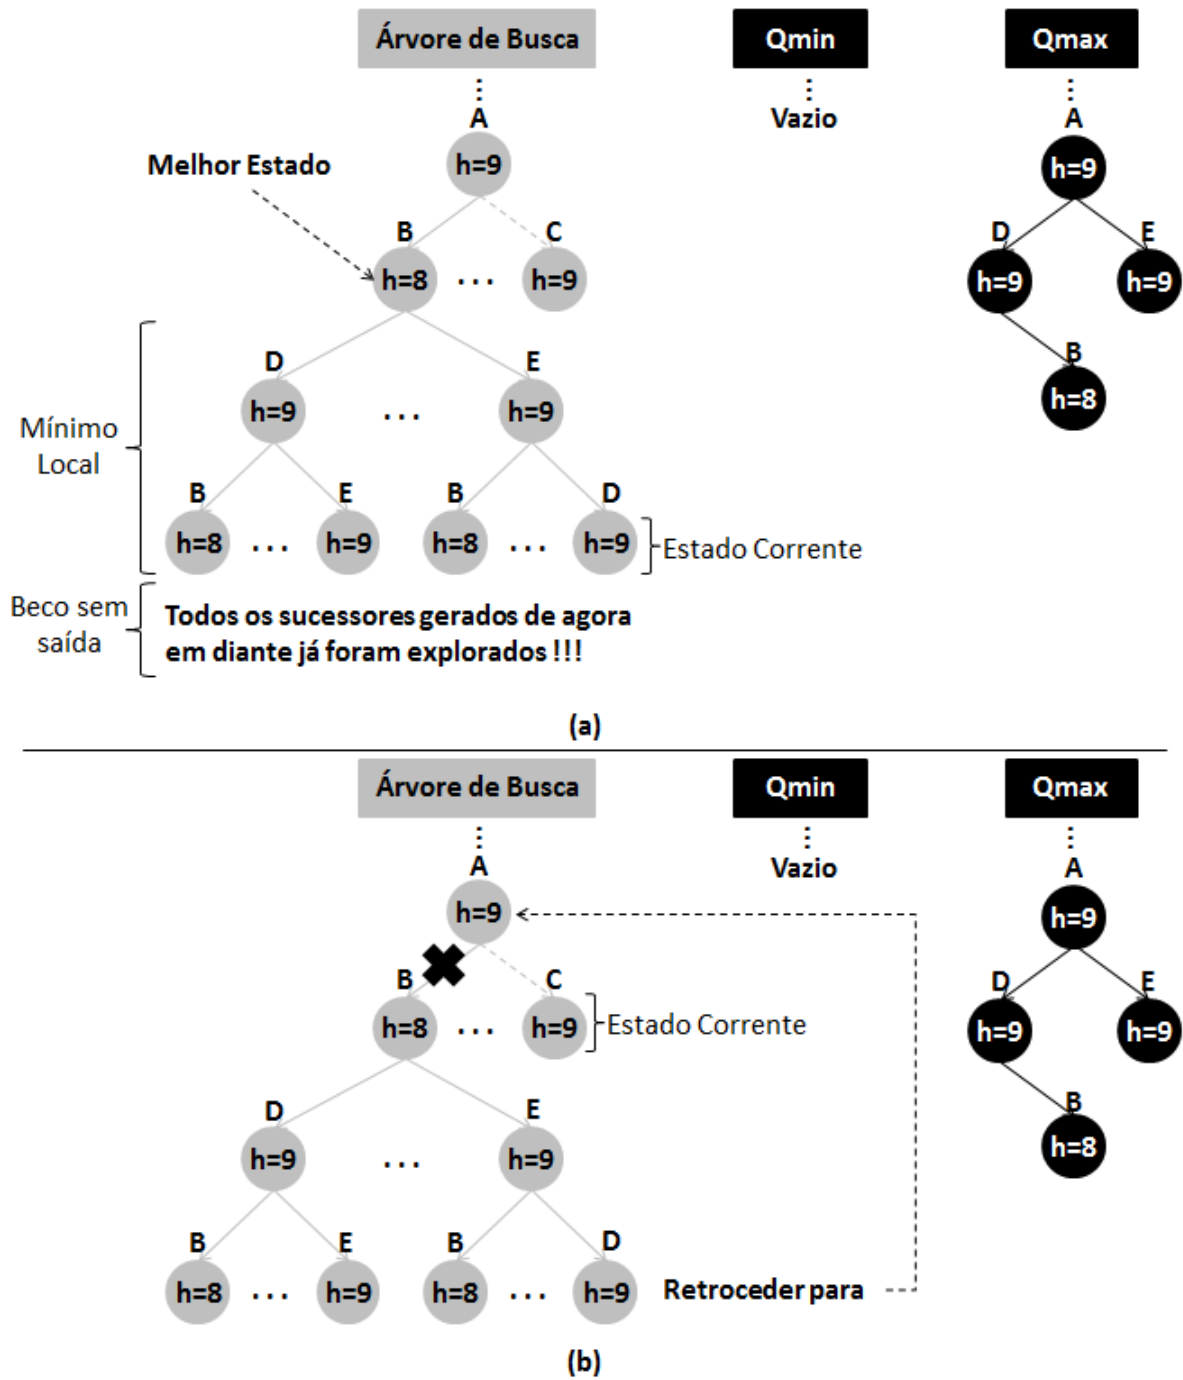 Árvore de Busca Qmin Qmax
A Vazio A
h=9 h=9
Melhor Estado
B C D E
h=8 ... h=9 h=9 h=9
D E B
h=9 ... h=9 h=8
Mínimo
Local
B E B D
h=8 ... h=9 h=8 ... h=9 Estado Corrente
Beco sem
saída
Todos os sucessores gerados de agora
em diante já foram explorados !!!
(a)
Árvore de Busca Qmin Qmax
A Vazio A
h=9 h=9
B C D E
h=8 ... h=9 Estado Corrente h=9 h=9
D E B
h=9 ... h=9 h=8
B E B D
h=8 ... h=9 h=8 ... h=9 Retroceder para
(b)